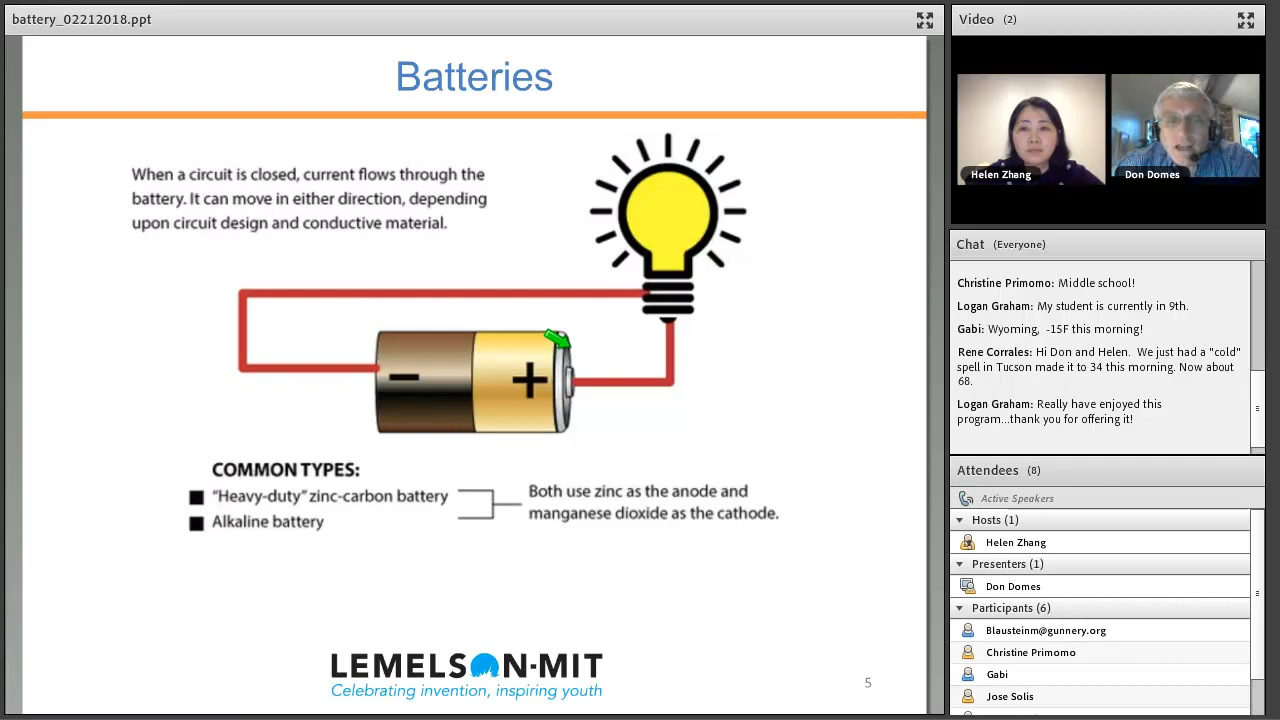 battery_02212018.ppt
Batteries
When a circuit is closed, current flows through the
battery. It can move in either direction, depending
upon circuit design and conductive material.
− +
COMMON TYPES:
"Heavy-duty" zinc-carbon battery
Alkaline battery
Both use zinc as the anode and
manganese dioxide as the cathode.
LEMELSON-MIT
Celebrating invention, inspiring youth
5
Video (2)
Helen Zhang
Don Domes
Chat (Everyone)
Christine Primomo: Middle school!
Logan Graham: My student is currently in 9th.
Gabi: Wyoming, -15F this morning!
Rene Corrales: Hi Don and Helen. We just had a "cold"
spell in Tucson made it to 34 this morning. Now about
68.
Logan Graham: Really have enjoyed this
program...thank you for offering it!
Attendees (8)
Active Speakers
Hosts (1)
Helen Zhang
Presenters (1)
Don Domes
Participants (6)
Blausteinm@gunnery.org
Christine Primomo
Gabi
Jose Solis